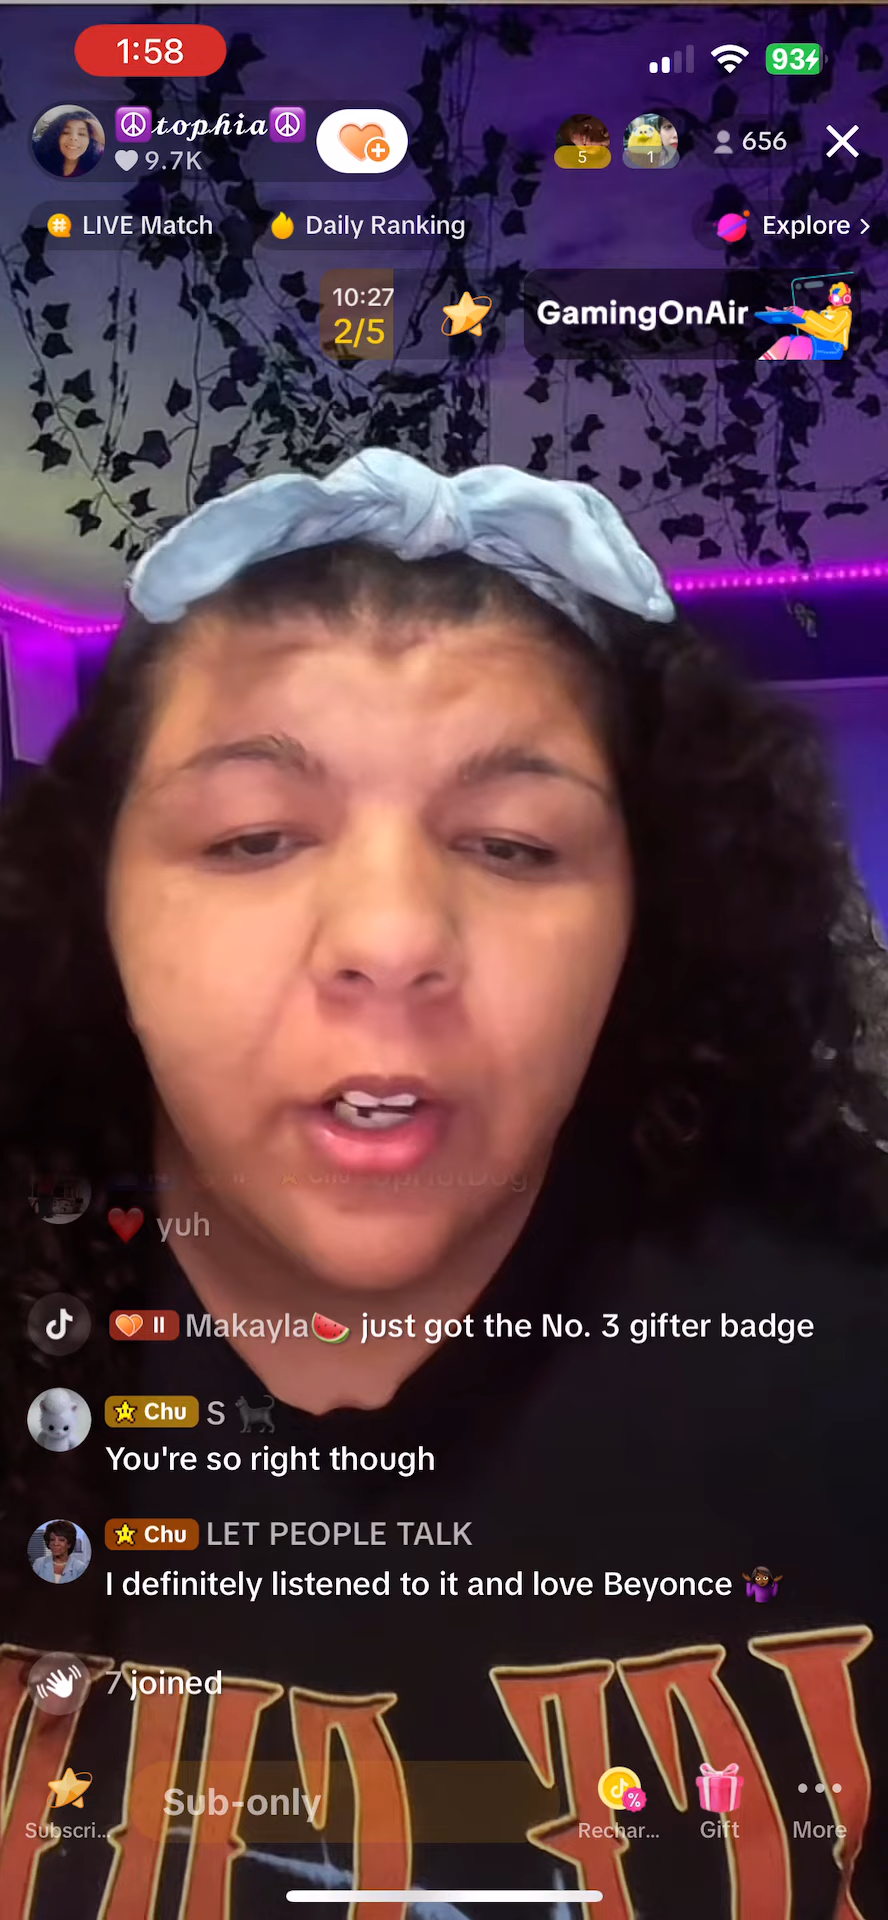 1:58
93
☮️𝓽𝓸𝓹𝓱𝓲𝓪☮️
9.7K
5
1
656
LIVE Match
Daily Ranking
Explore >
10:27
2/5
GamingOnAir
❤️ yuh
II Makayla🍉 just got the No. 3 gifter badge
Chu S 🐈‍⬛
You're so right though
Chu LET PEOPLE TALK
I definitely listened to it and love Beyonce 🤷🏾‍♀️
7 joined
Sub-only
Subscri...
Rechar...
Gift
More